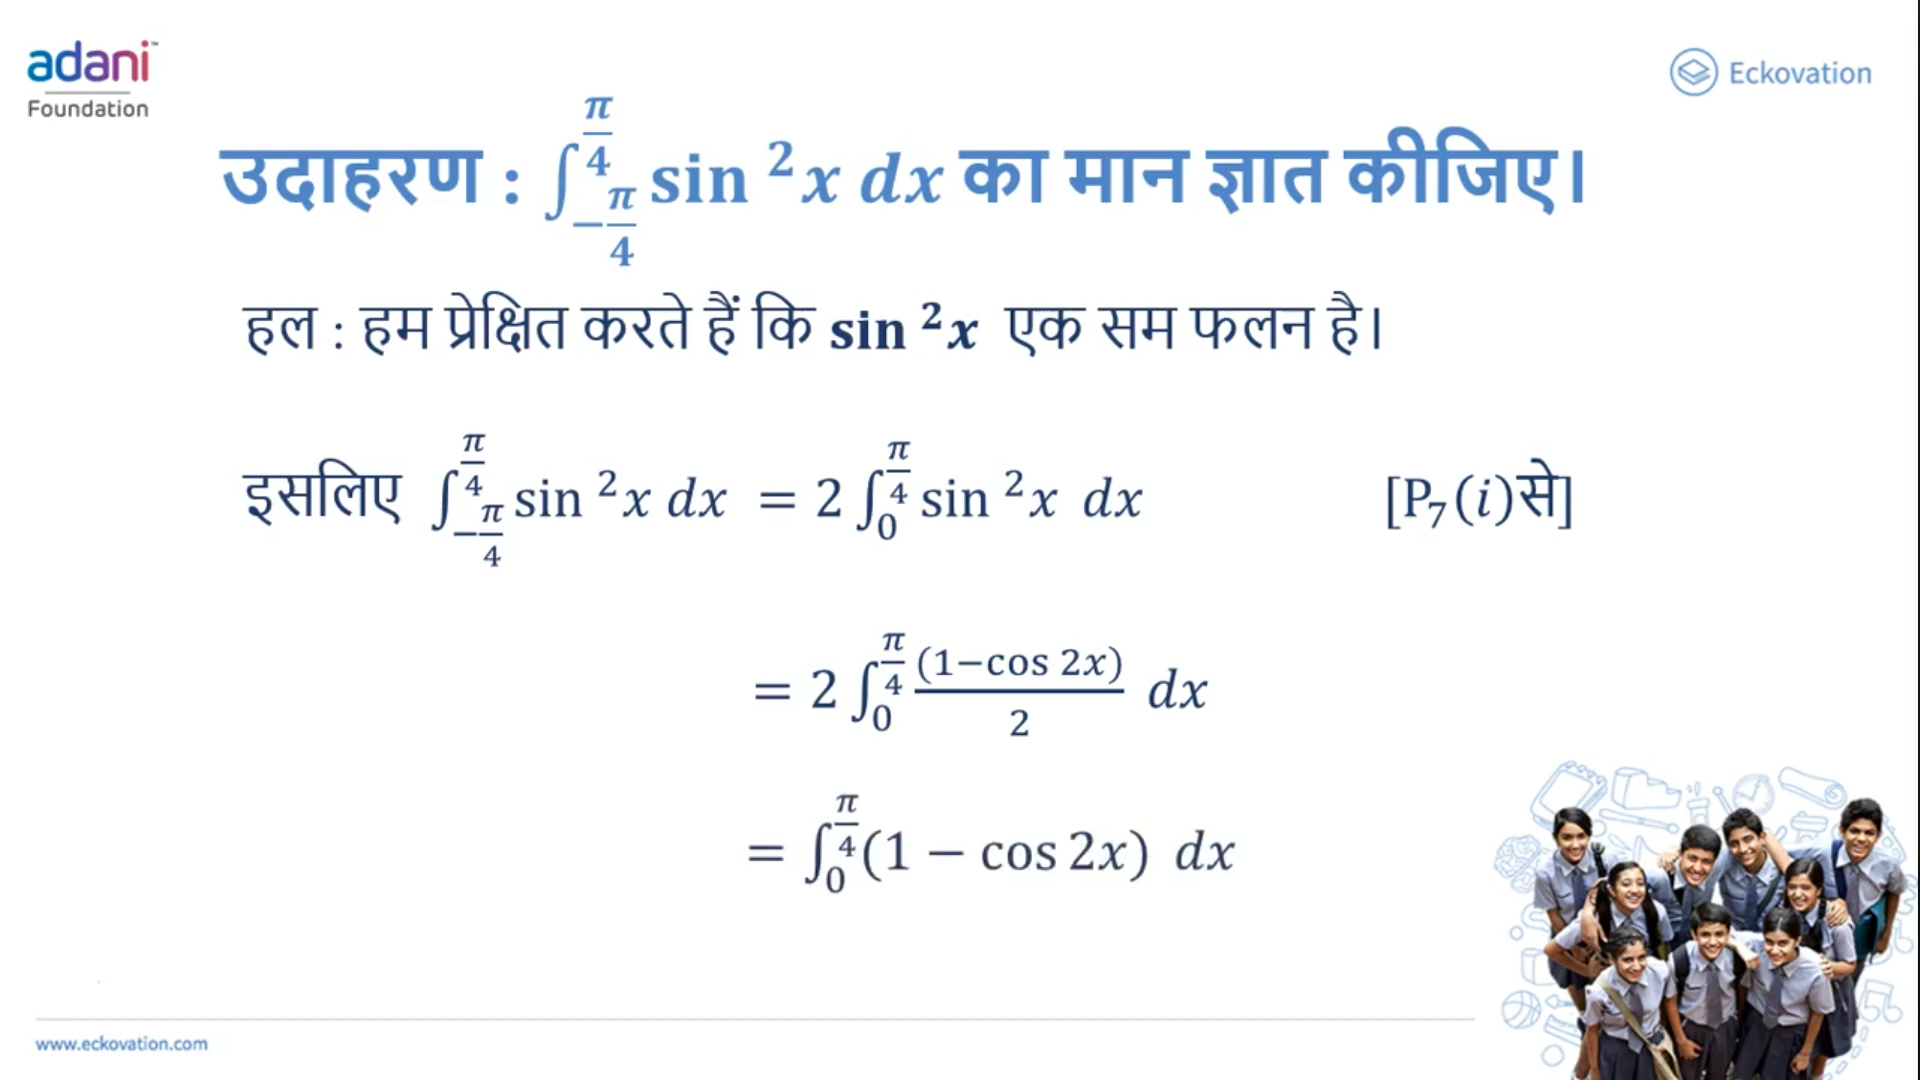 adani™
Foundation
Eckovation
उदाहरण : ∫_{-π/4}^{π/4} sin ²x dx का मान ज्ञात कीजिए।
हल : हम प्रेक्षित करते हैं कि sin ²x एक सम फलन है।
इसलिए ∫_{-π/4}^{π/4} sin ²x dx = 2 ∫_0^{π/4} sin ²x dx [P₇(i)से]
= 2 ∫_0^{π/4} (1−cos 2x)/2 dx
= ∫_0^{π/4} (1 − cos 2x) dx
www.eckovation.com